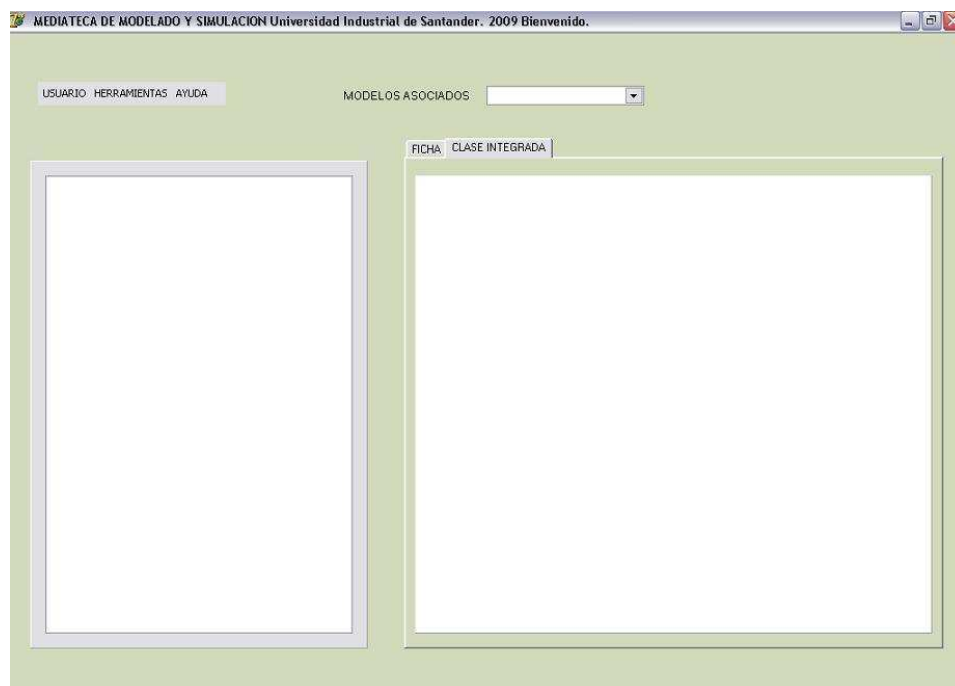 MEDIATECA DE MODELADO Y SIMULACION Universidad Industrial de Santander. 2009 Bienvenido.
USUARIO HERRAMIENTAS AYUDA
MODELOS ASOCIADOS
FICHA
CLASE INTEGRADA